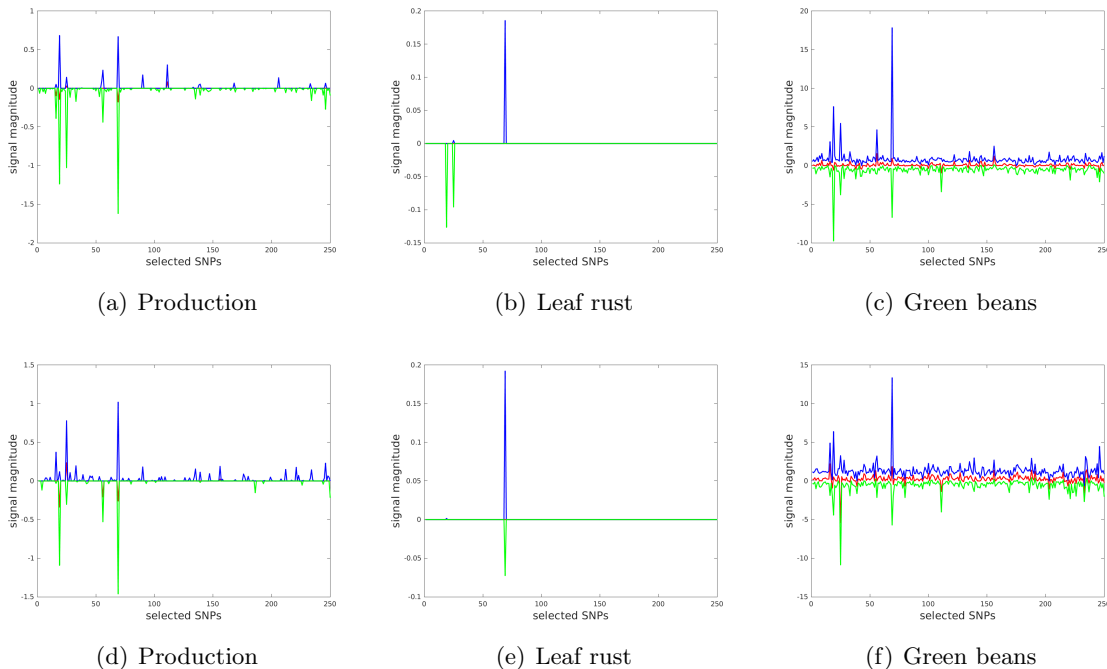 1
0.5
0
-0.5
-1
-1.5
-2
signal magnitude
0 50 100 150 200 250
selected SNPs
(a) Production
0.2
0.15
0.1
0.05
0
-0.05
-0.1
-0.15
signal magnitude
0 50 100 150 200 250
selected SNPs
(b) Leaf rust
20
15
10
5
0
-5
-10
signal magnitude
0 50 100 150 200 250
selected SNPs
(c) Green beans
1.5
1
0.5
0
-0.5
-1
-1.5
signal magnitude
0 50 100 150 200 250
selected SNPs
(d) Production
0.2
0.15
0.1
0.05
0
-0.05
-0.1
signal magnitude
0 50 100 150 200 250
selected SNPs
(e) Leaf rust
15
10
5
0
-5
-10
-15
signal magnitude
0 50 100 150 200 250
selected SNPs
(f) Green beans